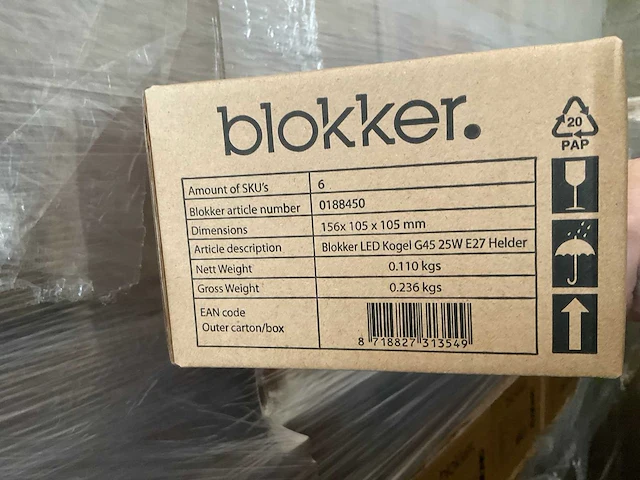 blokker.
Amount of SKU's 6
Blokker article number 0188450
Dimensions 156x 105 x 105 mm
Article description Blokker LED Kogel G45 25W E27 Helder
Nett Weight 0.110 kgs
Gross Weight 0.236 kgs
EAN code
Outer carton/box
8 718827 313549
20
PAP